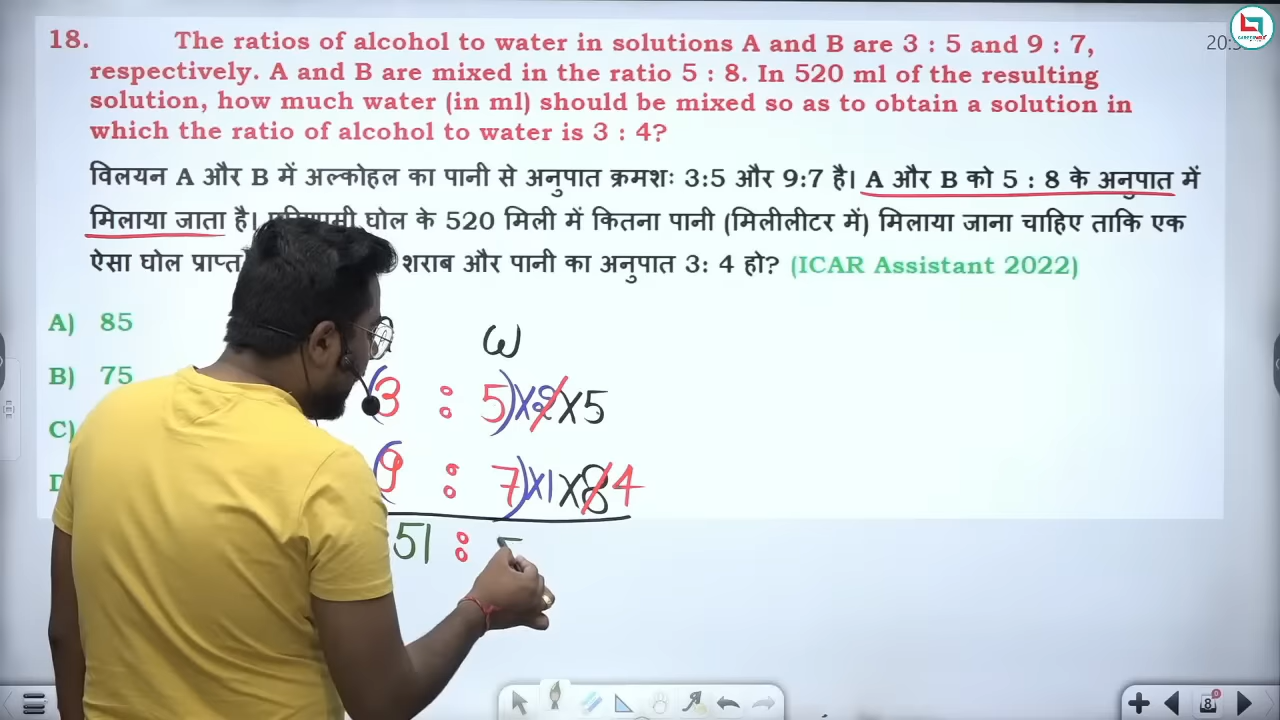 18. The ratios of alcohol to water in solutions A and B are 3 : 5 and 9 : 7,
respectively. A and B are mixed in the ratio 5 : 8. In 520 ml of the resulting
solution, how much water (in ml) should be mixed so as to obtain a solution in
which the ratio of alcohol to water is 3 : 4?
विलयन A और B में अल्कोहल का पानी से अनुपात क्रमशः 3:5 और 9:7 है। A और B को 5 : 8 के अनुपात में
मिलाया जाता है। घोल के 520 मिली में कितना पानी (मिलीलीटर में) मिलाया जाना चाहिए ताकि एक
ऐसा घोल प्राप्त शराब और पानी का अनुपात 3: 4 हो? (ICAR Assistant 2022)
A) 85
B) 75
C)
W
(3 : 5)×2×5
(9 : 7)×1×8 4
51 :
20:
8